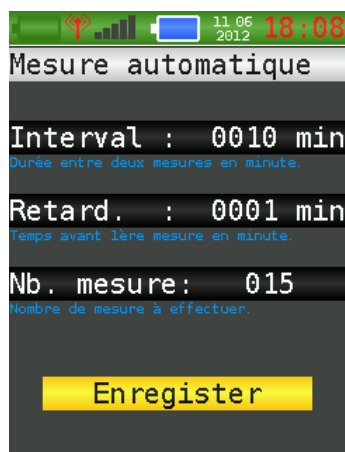 11 06
2012 18:08
Mesure automatique
Interval : 0010 min
Durée entre deux mesures en minute.
Retard. : 0001 min
Temps avant 1ère mesure en minute.
Nb. mesure: 015
Nombre de mesure à effectuer.
Enregister